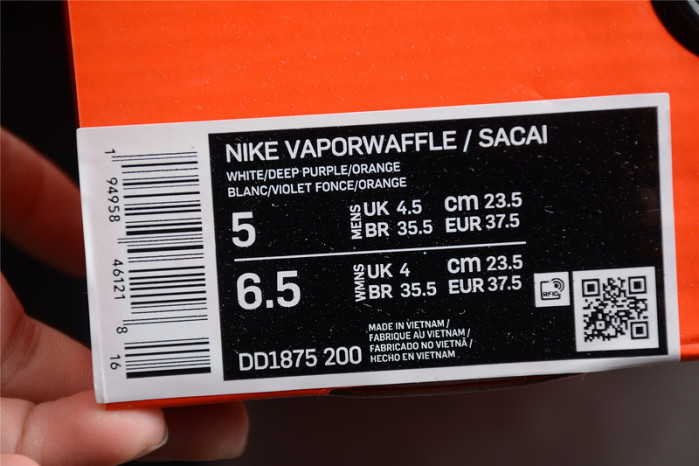 NIKE VAPORWAFFLE / SACAI
WHITE/DEEP PURPLE/ORANGE
BLANC/VIOLET FONCE/ORANGE
5 MENS UK 4.5 cm 23.5
BR 35.5 EUR 37.5
6.5 WMNS UK 4 cm 23.5
BR 35.5 EUR 37.5
RFID
DD1875 200
MADE IN VIETNAM /
FABRIQUE AU VIETNAM /
FABRICADO NO VIETNÃ /
HECHO EN VIETNAM
1 94958 46121 8
16